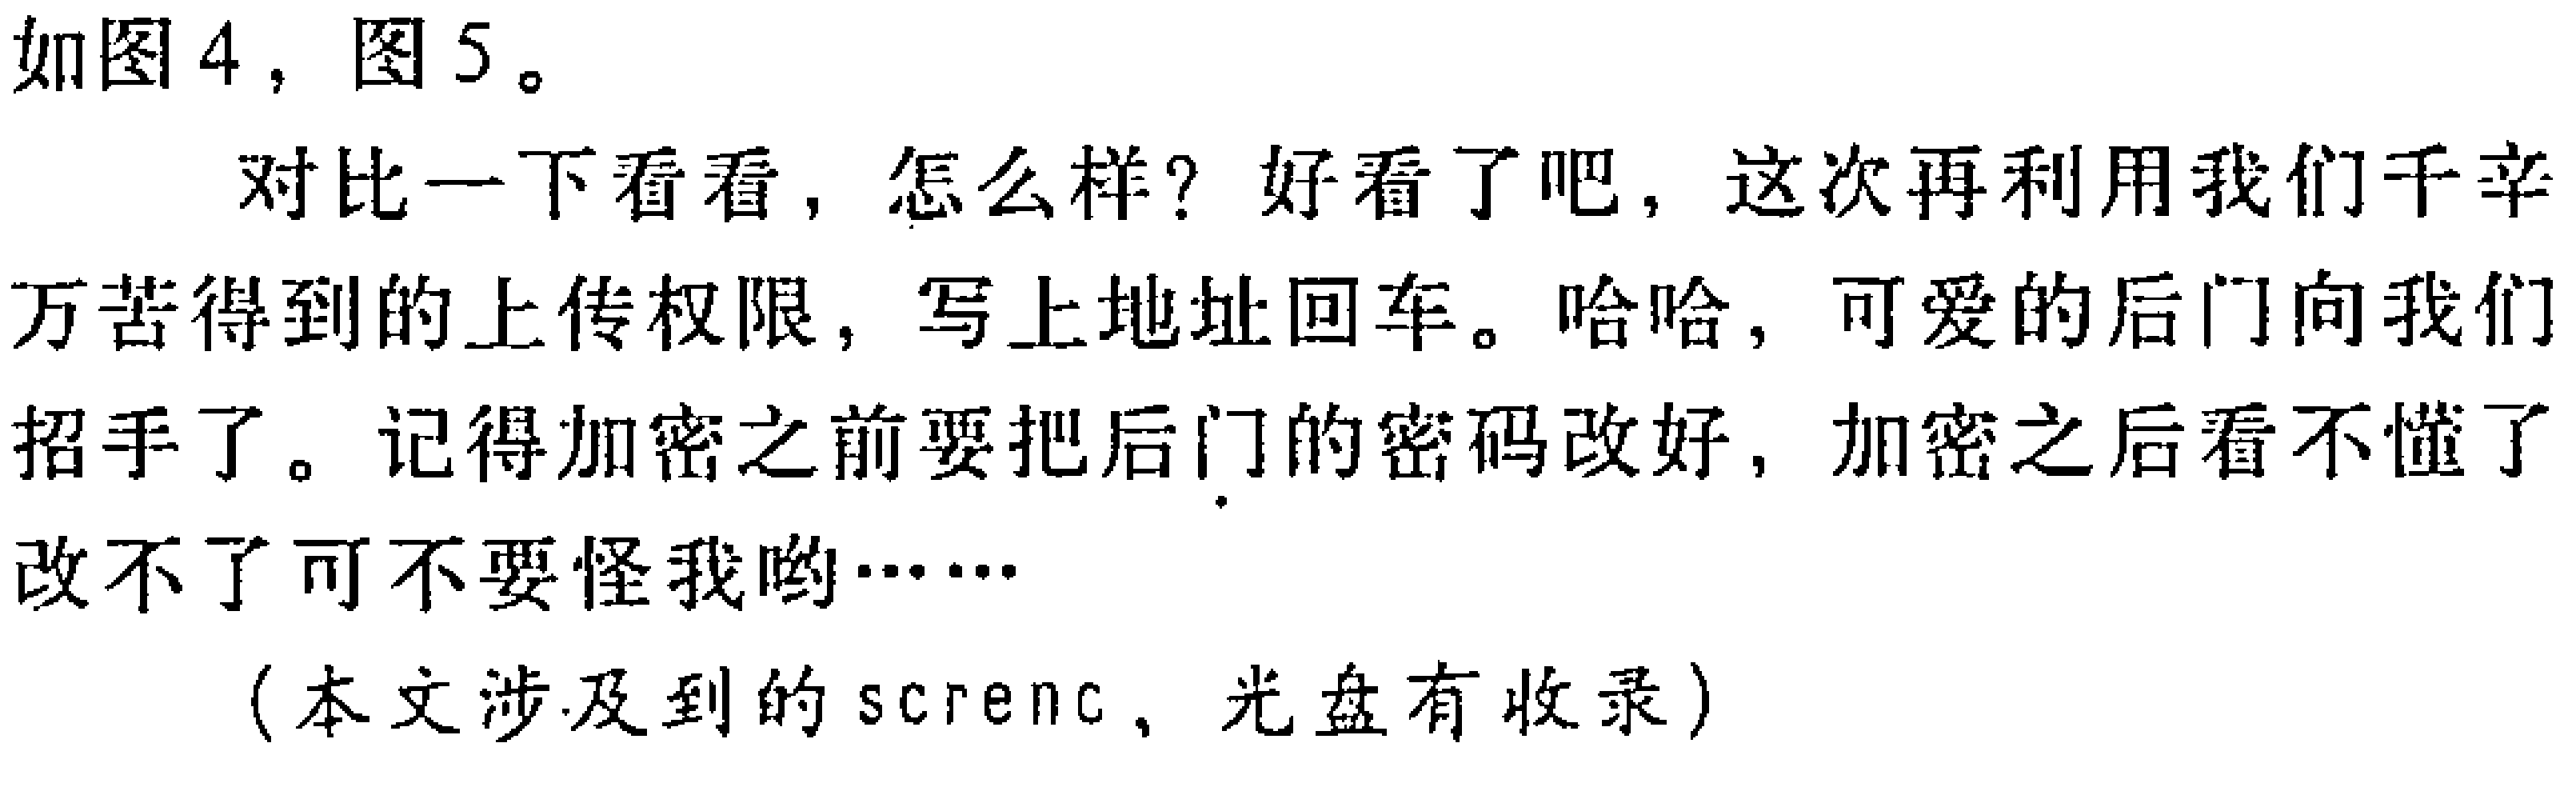 如图4，图5。
对比一下看看，怎么样？好看了吧，这次再利用我们千辛
万苦得到的上传权限，写上地址回车。哈哈，可爱的后门向我们
招手了。记得加密之前要把后门的密码改好，加密之后看不懂了
改不了可不要怪我哟……
(本文涉及到的screnc、光盘有收录)